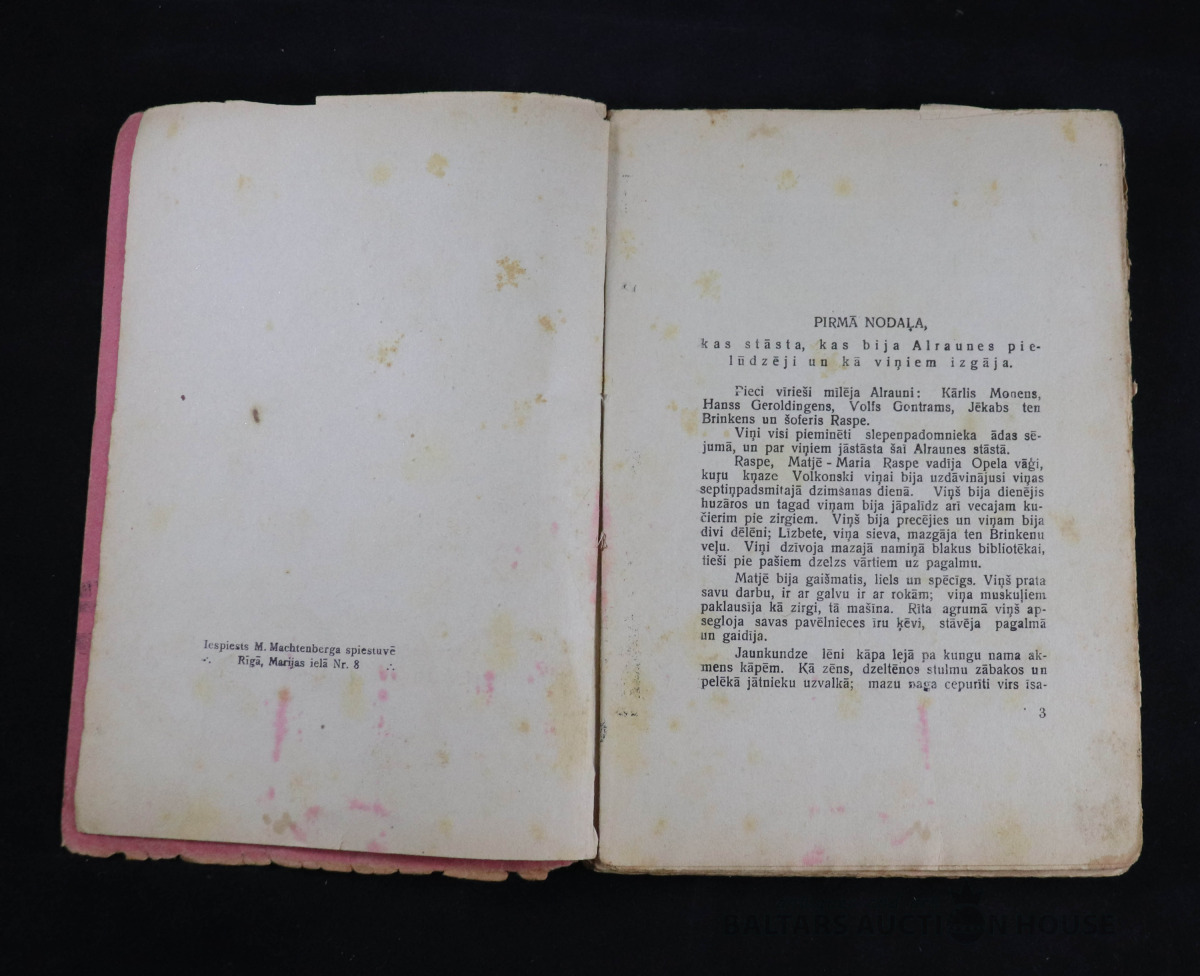 Iespiests M. Machtenberga spiestuvē
Rīgā, Marijas ielā Nr. 8
PIRMĀ NODAĻA,
kas stāsta, kas bija Alraunes pie-
lūdzēji un kā viņiem izgāja.
Pieci vīrieši mīlēja Alrauni: Kārlis Monens,
Hanss Geroldingens, Volfs Gontrams, Jēkabs ten
Brinkens un šoferis Raspe.
Viņi visi pieminēti slepenpadomnieka ādas sē-
jumā, un par viņiem jāstāsta šai Alraunes stāstā.
Raspe, Matjē-Maria Raspe vadīja Opela vāģi,
kuŗu kņaze Volkonski viņai bija uzdāvinājusi viņas
septiņpadsmitajā dzimšanas dienā. Viņš bija dienējis
huzāros un tagad viņam bija jāpalīdz arī vecajam ku-
čierim pie zirgiem. Viņš bija precējies un viņam bija
divi dēlēni; Līzbete, viņa sieva, mazgāja ten Brinkenu
veļu. Viņi dzīvoja mazajā namiņā blakus bibliotēkai,
tieši pie pašiem dzelzs vārtiem uz pagalmu.
Matjē bija gaišmatis, liels un spēcīgs. Viņš prata
savu darbu, ir ar galvu ir ar rokām; viņa muskuļiem
paklausīja kā zirgi, tā mašīna. Rīta agrumā viņš ap-
segloja savas pavēlnieces īru ķēvi, stāvēja pagalmā
un gaidīja.
Jaunkundze lēni kāpa lejā pa kungu nama ak-
mens kāpēm. Kā zēns, dzeltēnos stulmu zābakos un
pelēkā jātnieku uzvalkā; mazu naga cepurīti virs īsa-
3
BALTARS AUCTION HOUSE